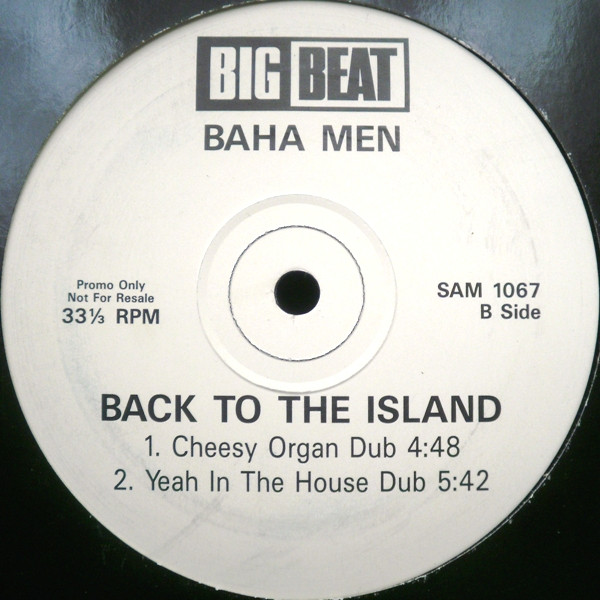 BIG BEAT
BAHA MEN
Promo Only
Not For Resale
33⅓ RPM
SAM 1067
B Side
BACK TO THE ISLAND
1. Cheesy Organ Dub 4:48
2. Yeah In The House Dub 5:42